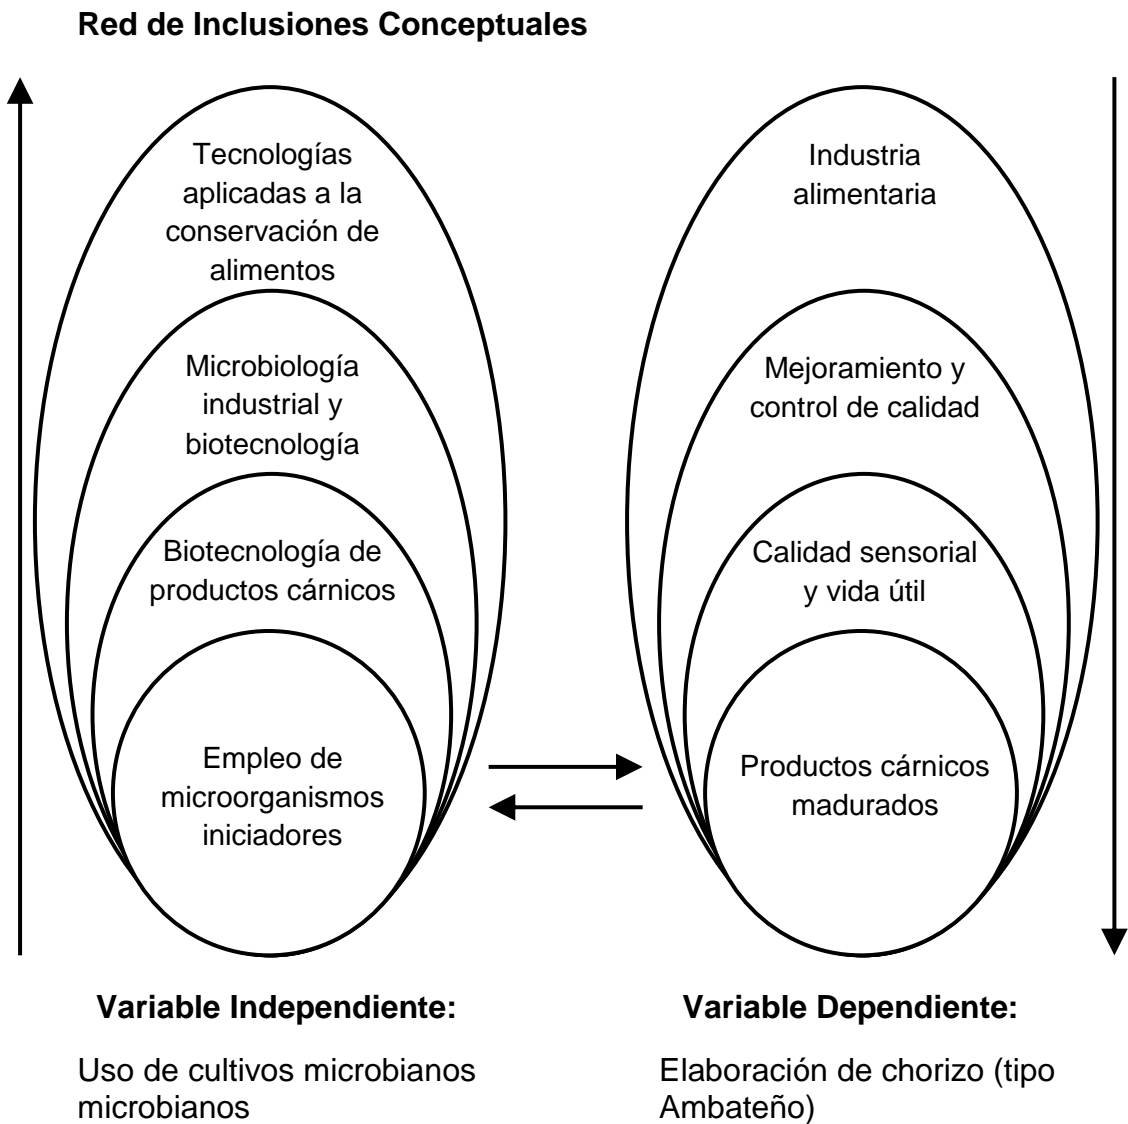 Red de Inclusiones Conceptuales
Tecnologías
aplicadas a la
conservación de
alimentos
Microbiología
industrial y
biotecnología
Biotecnología de
productos cárnicos
Empleo de
microorganismos
iniciadores
Industria
alimentaria
Mejoramiento y
control de calidad
Calidad sensorial
y vida útil
Productos cárnicos
madurados
Variable Independiente:
Uso de cultivos microbianos
microbianos
Variable Dependiente:
Elaboración de chorizo (tipo
Ambateño)